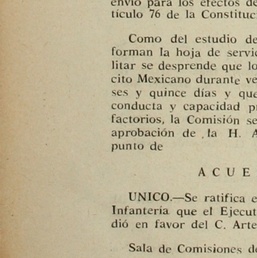 envío para los efectos de
tículo 76 de la Constituc
Como del estudio de
forman la hoja de servic
litar se desprende que lo
cito Mexicano durante ve
ses y quince días y que
conducta y capacidad p
factorios, la Comisión se
aprobación de la H. A
punto de
A C U E
UNICO.—Se ratifica e
Infantería que el Ejecut
dió en favor del C. Arte
Sala de Comisiones d